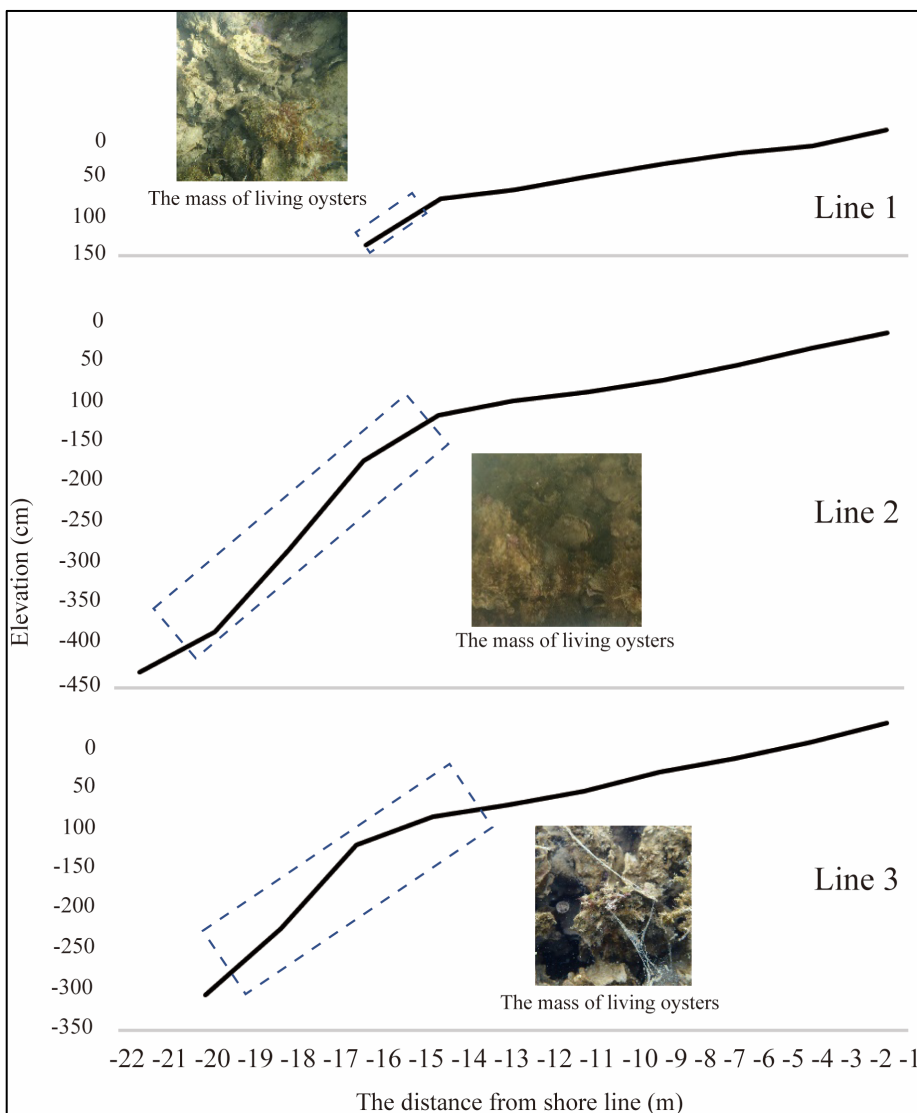 The mass of living oysters
0
50
100
150
Line 1
0
50
100
-150
-200
-250
-300
-350
-400
-450
Line 2
The mass of living oysters
Elevation (cm)
0
50
100
-150
-200
-250
-300
-350
Line 3
The mass of living oysters
-22 -21 -20 -19 -18 -17 -16 -15 -14 -13 -11 -9 -8 -7 -6 -5 -4 -3 -2 -1
The distance from shore line (m)